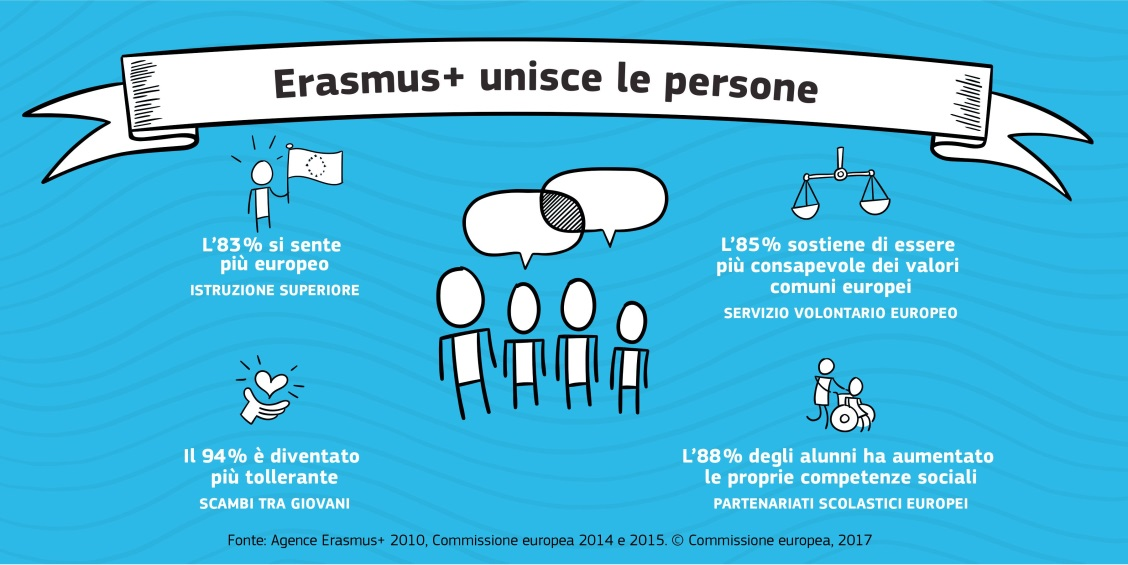 Erasmus+ unisce le persone
L'83% si sente
più europeo
ISTRUZIONE SUPERIORE
L'85% sostiene di essere
più consapevole dei valori
comuni europei
SERVIZIO VOLONTARIO EUROPEO
Il 94% è diventato
più tollerante
SCAMBI TRA GIOVANI
L'88% degli alunni ha aumentato
le proprie competenze sociali
PARTENARIATI SCOLASTICI EUROPEI
Fonte: Agence Erasmus+ 2010, Commissione europea 2014 e 2015. © Commissione europea, 2017